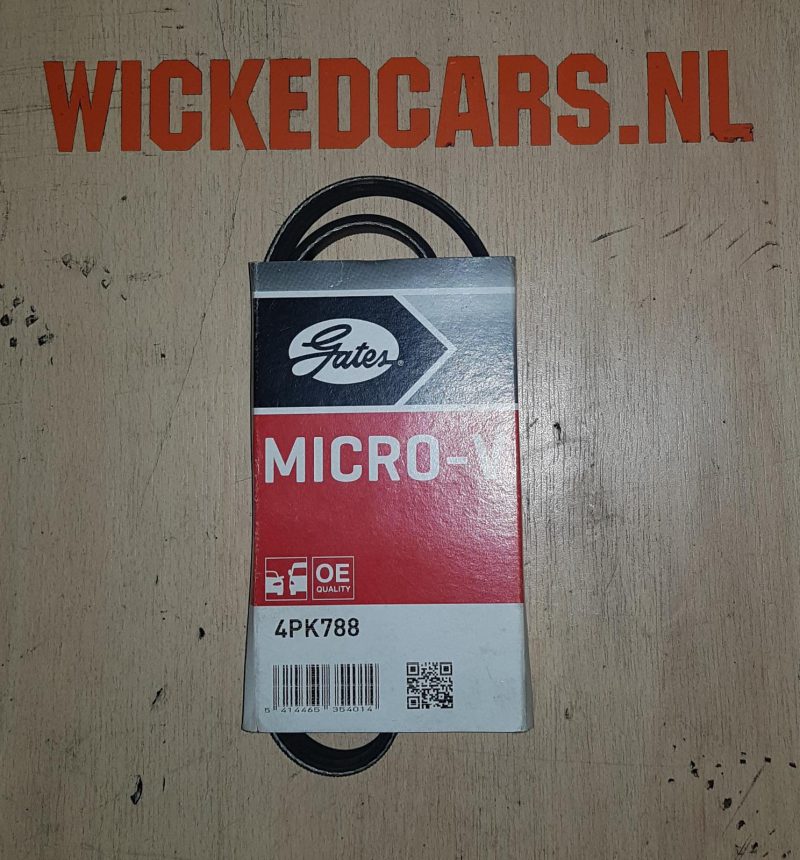 WICKEDCARS.NL
Gates®
MICRO-V
OE
QUALITY
4PK788
5 414465 354014